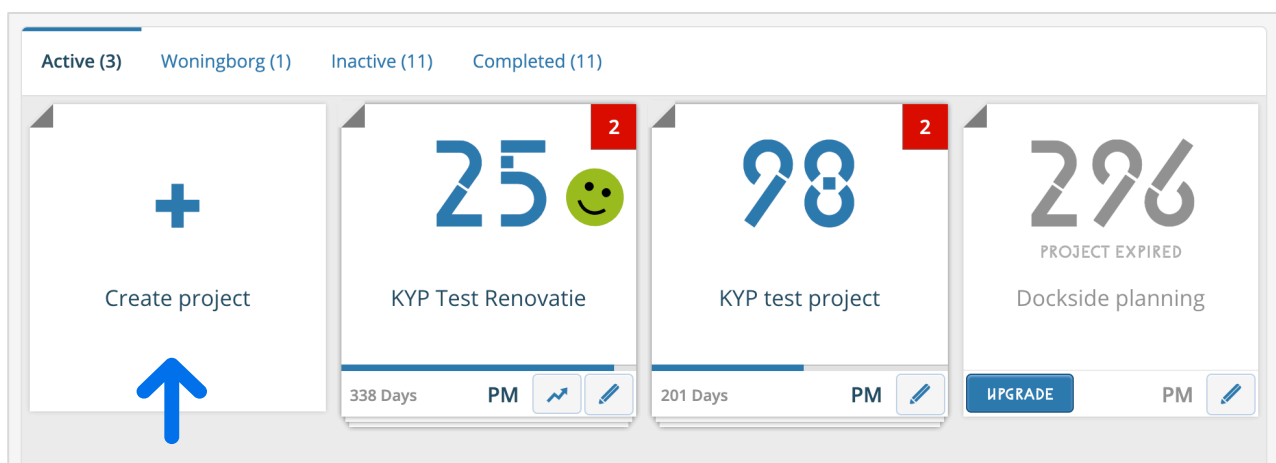 Active (3) Woningborg (1) Inactive (11) Completed (11)
Create project
2
25
KYP Test Renovatie
338 Days PM
2
98
KYP test project
201 Days PM
296
PROJECT EXPIRED
Dockside planning
UPGRADE PM